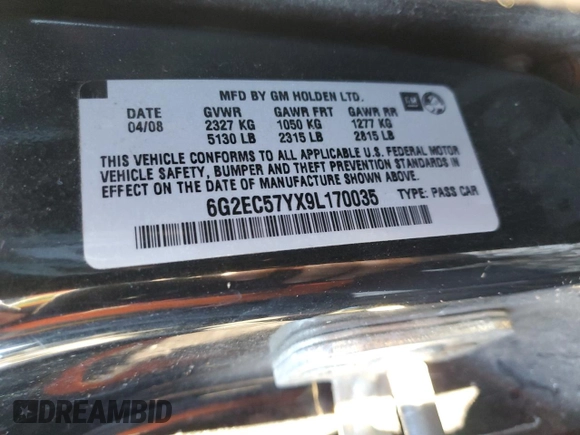 MFD BY GM HOLDEN LTD.
DATE GVWR GAWR FRT GAWR RR
04/08 2327 KG 1050 KG 1277 KG
5130 LB 2315 LB 2815 LB
THIS VEHICLE CONFORMS TO ALL APPLICABLE U.S. FEDERAL MOTOR
VEHICLE SAFETY, BUMPER AND THEFT PREVENTION STANDARDS IN
EFFECT ON THE DATE OF MANUFACTURE SHOWN ABOVE.
6G2EC57YX9L170035 TYPE: PASS CAR
DREAMBID